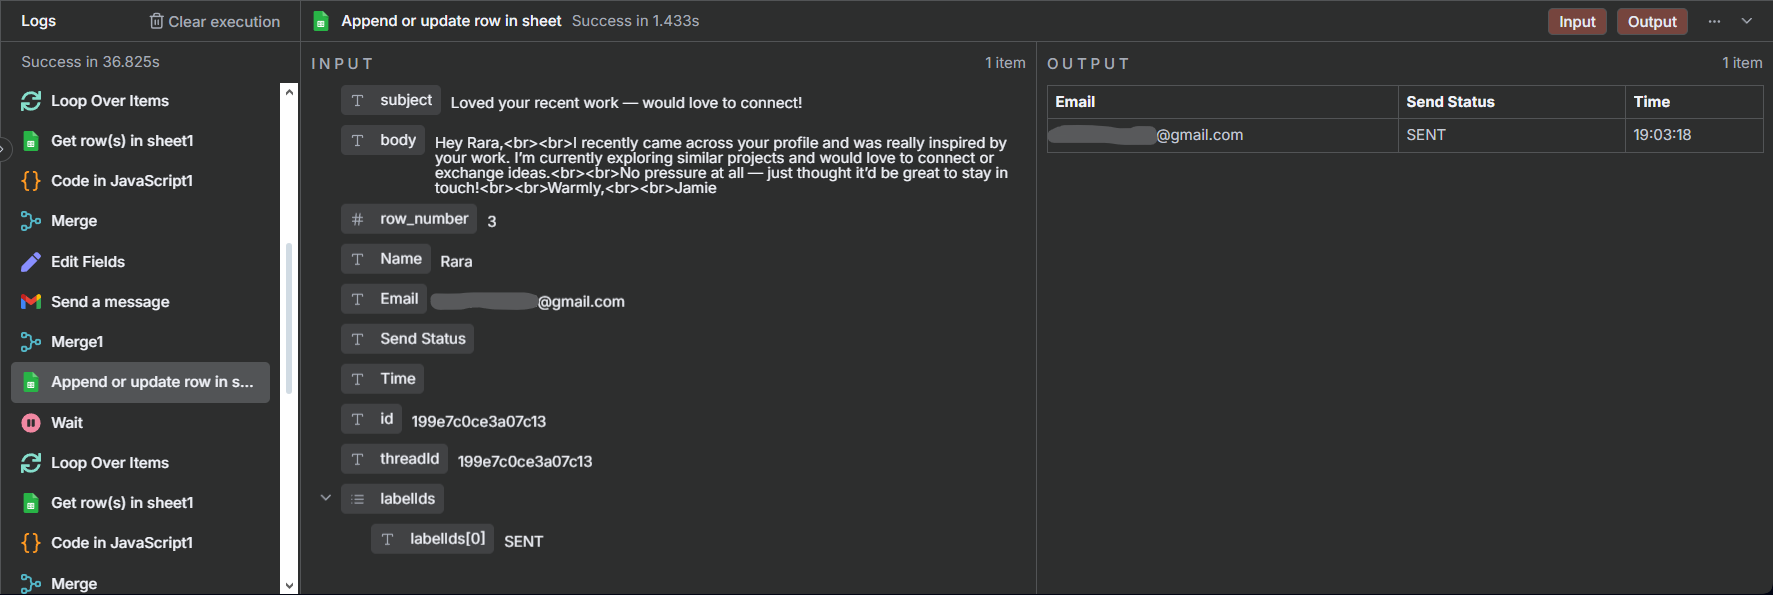 Logs
Clear execution
Success in 36.825s
Loop Over Items
Get row(s) in sheet1
Code in JavaScript1
Merge
Edit Fields
Send a message
Merge1
Append or update row in s...
Wait
Loop Over Items
Get row(s) in sheet1
Code in JavaScript1
Merge
Append or update row in sheet Success in 1.433s
Input Output ...
INPUT 1 item
T subject Loved your recent work — would love to connect!
T body Hey Rara,<br><br>I recently came across your profile and was really inspired by
your work. I’m currently exploring similar projects and would love to connect or
exchange ideas.<br><br>No pressure at all — just thought it’d be great to stay in
touch!<br><br>Warmly,<br><br>Jamie
# row_number 3
T Name Rara
T Email @gmail.com
T Send Status
T Time
T id 199e7c0ce3a07c13
T threadId 199e7c0ce3a07c13
labelIds
T labelIds[0] SENT
OUTPUT 1 item
Email Send Status Time
@gmail.com SENT 19:03:18